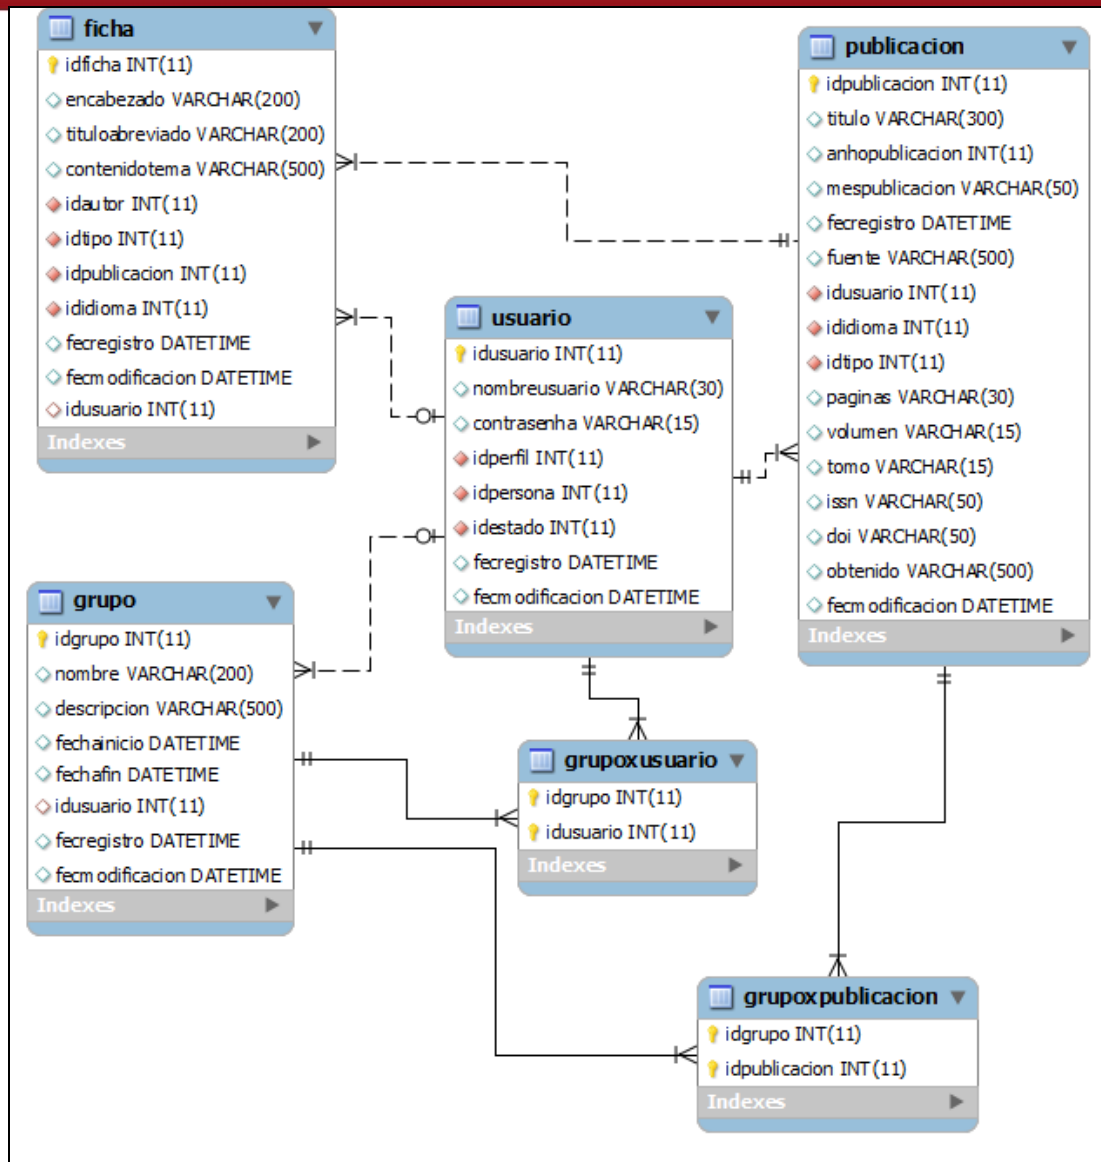 ficha
idficha INT(11)
encabezado VARCHAR(200)
tituloabreviado VARCHAR(200)
contenidotema VARCHAR(500)
idautor INT(11)
idtipo INT(11)
idpublicacion INT(11)
ididioma INT(11)
fecregistro DATETIME
fecmodificacion DATETIME
idusuario INT(11)
Indexes
publicacion
idpublicacion INT(11)
titulo VARCHAR(300)
anhopublicacion INT(11)
mespublicacion VARCHAR(50)
fecregistro DATETIME
fuente VARCHAR(500)
idusuario INT(11)
ididioma INT(11)
idtipo INT(11)
paginas VARCHAR(30)
volumen VARCHAR(15)
tomo VARCHAR(15)
issn VARCHAR(50)
doi VARCHAR(50)
obtenido VARCHAR(500)
fecmodificacion DATETIME
Indexes
usuario
idusuario INT(11)
nombreusuario VARCHAR(30)
contrasenha VARCHAR(15)
idperfil INT(11)
idpersona INT(11)
idestado INT(11)
fecregistro DATETIME
fecmodificacion DATETIME
Indexes
grupo
idgrupo INT(11)
nombre VARCHAR(200)
descripcion VARCHAR(500)
fechainicio DATETIME
fechafin DATETIME
idusuario INT(11)
fecregistro DATETIME
fecmodificacion DATETIME
Indexes
grupoxusuario
idgrupo INT(11)
idusuario INT(11)
Indexes
grupoxpublicacion
idgrupo INT(11)
idpublicacion INT(11)
Indexes